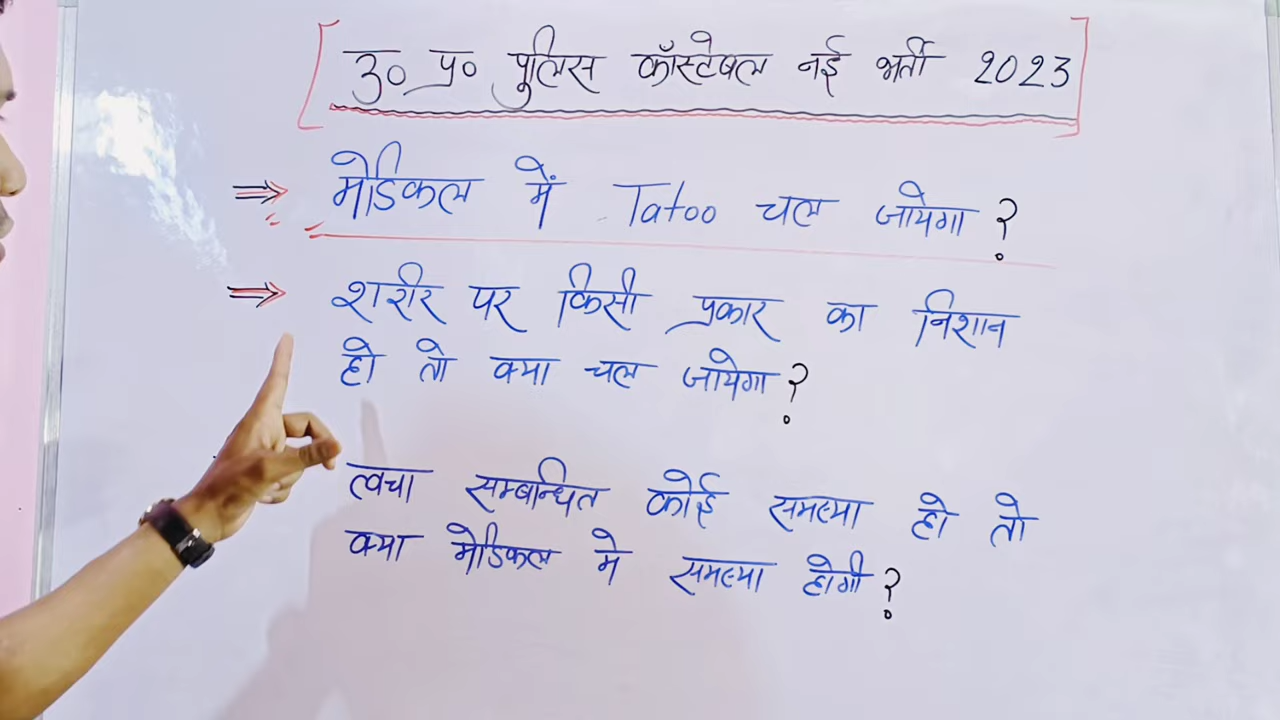 [उ० प्र० पुलिस कॉंस्टेबल नई भर्ती 2023]
⇒ मेडिकल में Tatoo चल जायेगा ?
⇒ शरीर पर किसी प्रकार का निशान
हो तो क्या चल जायेगा ?
त्वचा सम्बन्धित कोई समस्या हो तो
क्या मेडिकल मे समस्या होगी ?